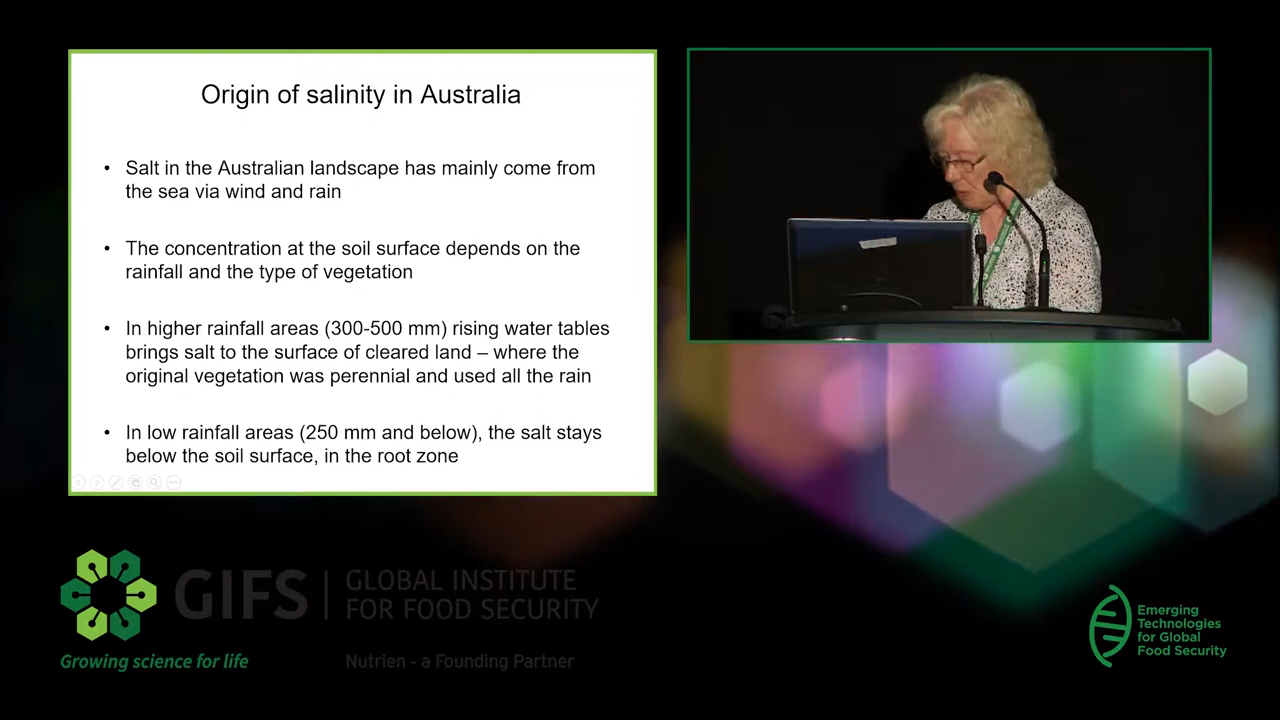 Origin of salinity in Australia
• Salt in the Australian landscape has mainly come from
the sea via wind and rain
• The concentration at the soil surface depends on the
rainfall and the type of vegetation
• In higher rainfall areas (300-500 mm) rising water tables
brings salt to the surface of cleared land – where the
original vegetation was perennial and used all the rain
• In low rainfall areas (250 mm and below), the salt stays
below the soil surface, in the root zone
GIFS
GLOBAL INSTITUTE
FOR FOOD SECURITY
Growing science for life
Nutrien - a Founding Partner
Emerging
Technologies
for Global
Food Security